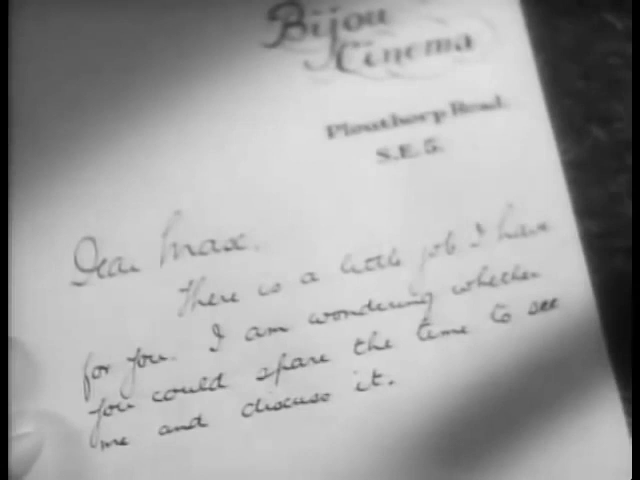 Bijou
Cinema
Plowthorp Road
S.E.5.
Dear Max.
There is a little job I have
for you. I am wondering whether
you could spare the time to see
me and discuss it.